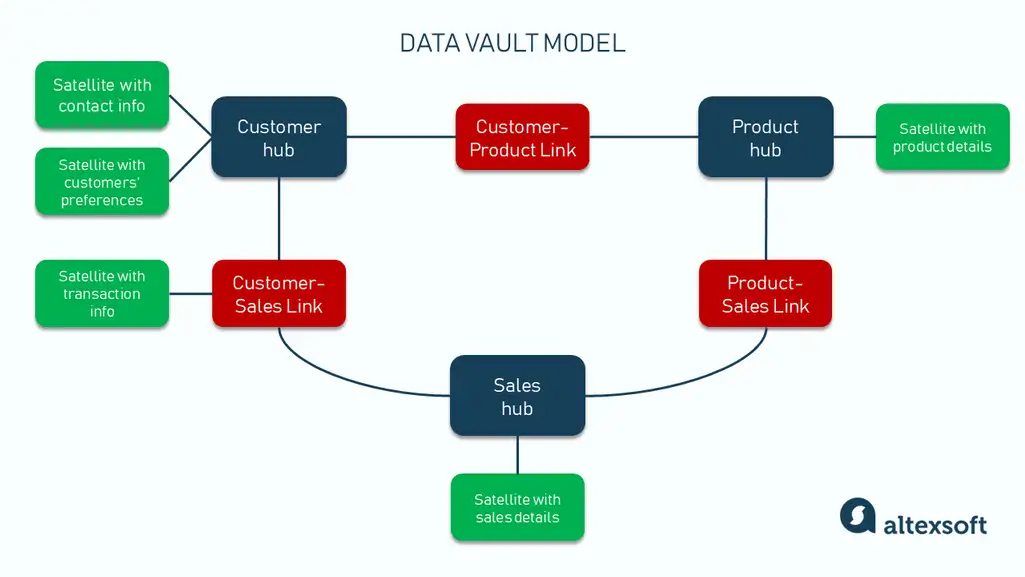 DATA VAULT MODEL
Satellite with
contact info
Customer
hub
Customer-
Product Link
Product
hub
Satellite with
product details
Satellite with
customers'
preferences
Satellite with
transaction
info
Customer-
Sales Link
Product-
Sales Link
Sales
hub
Satellite with
sales details
altexsoft